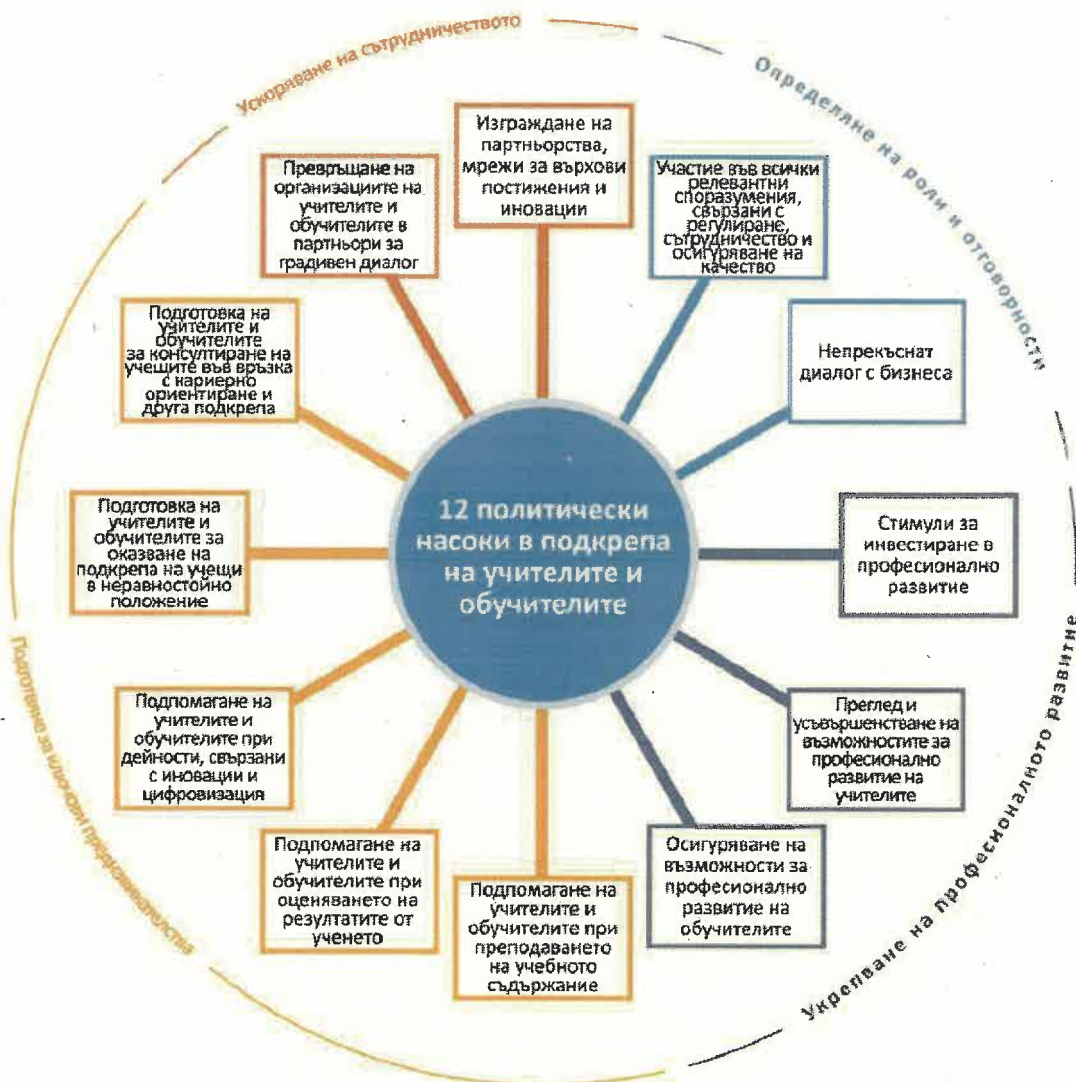 Ускоряване на сътрудничеството
Определяне на роли и отговорности
Изграждане на
партньорства,
мрежи за върхови
постижения и
иновации
Участие във всички
релевантни
споразумения,
свързани с
регулиране,
сътрудничество и
осигуряване на
качество
Непрекъснат
диалог с бизнеса
Стимули за
инвестиране в
професионално
развитие
Преглед и
усъвършенстване на
възможностите за
професионално
развитие на
учителите
Осигуряване на
възможности за
професионално
развитие на
обучителите
Укрепване на професионалното развитие
Подпомагане на
учителите и
обучителите при
преподаването
на учебното
съдържание
Подпомагане на
учителите и
обучителите при
оценяването на
резултатите от
ученето
Подпомагане на
учителите и
обучителите при
дейности, свързани
с иновации и
цифровизация
Подготовка на
учителите и
обучителите за
оказване на
подкрепа на учещи
в неравностойно
положение
Подготовка на
учителите и
обучителите
за консултиране на
учещите във връзка
с кариерно
ориентиране и
друга подкрепа
Подготвяне за ключови предизвикателства
Превръщане на
организациите на
учителите и
обучителите в
партньори за
градивен диалог
12 политически
насоки в подкрепа
на учителите и
обучителите